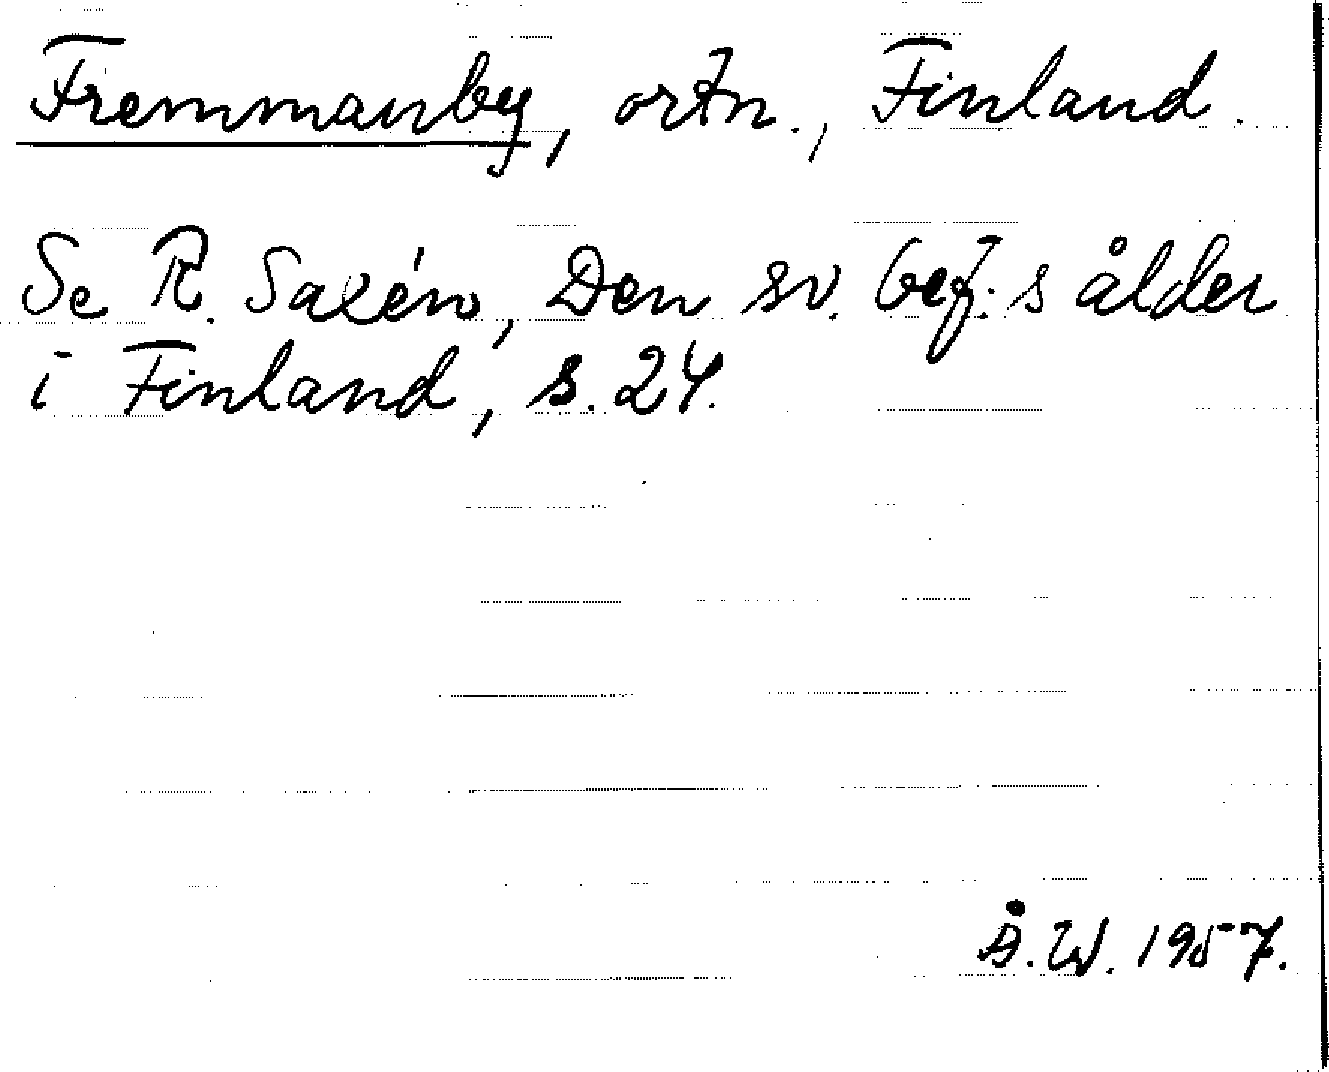 Fremmanby, ortn., Finland.
Se R. Saxén, Den sv. bef:s ålder
i Finland, s. 24.
Å.W. 1957.